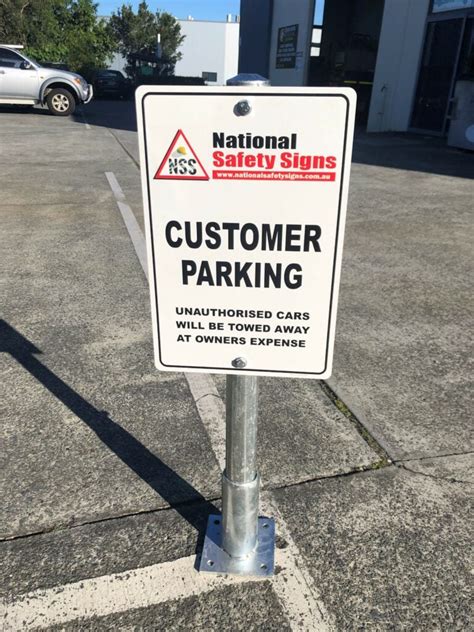 NSS
National
Safety Signs
www.nationalsafetysigns.com.au
CUSTOMER
PARKING
UNAUTHORISED CARS
WILL BE TOWED AWAY
AT OWNERS EXPENSE